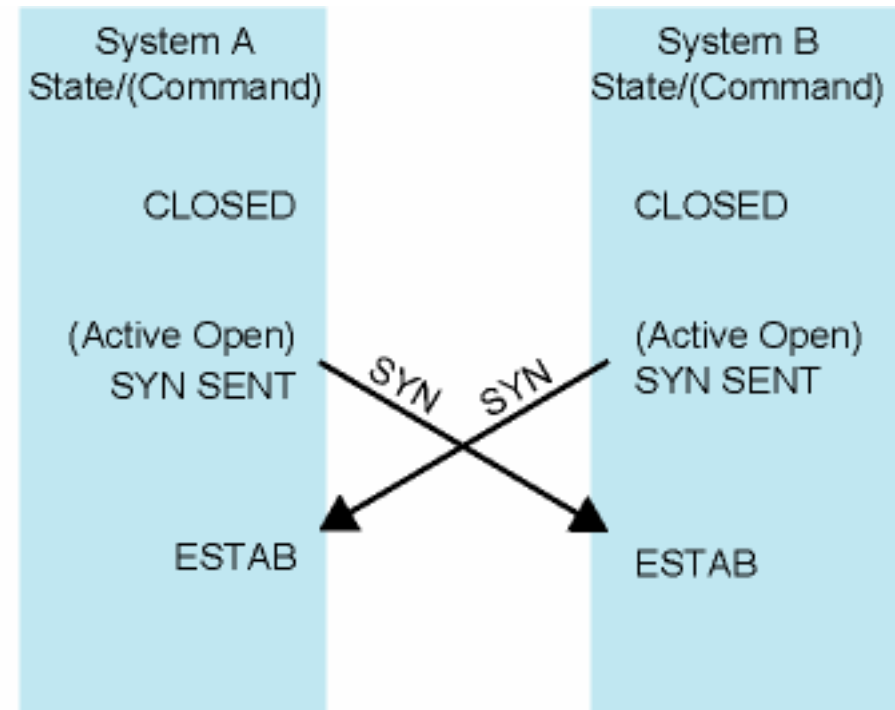 System A
State/(Command)
System B
State/(Command)
CLOSED
CLOSED
(Active Open)
SYN SENT
SYN
SYN
(Active Open)
SYN SENT
ESTAB
ESTAB